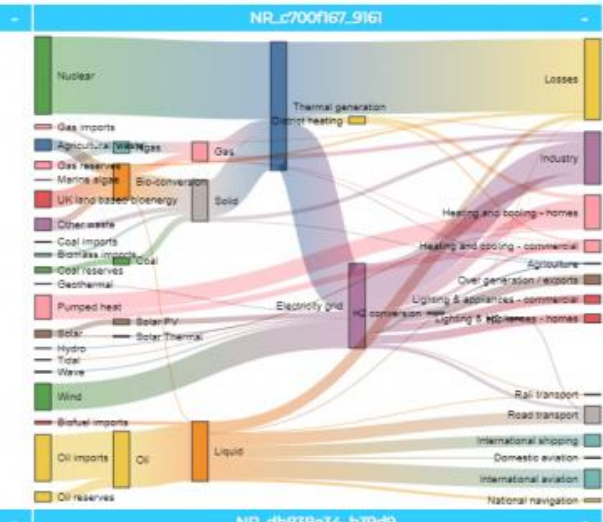 NR_c700f167_9161
Nuclear
Losses
Thermal generation
District heating
Gas imports
Agricultural waste
Ngas
Gas
Industry
Gas reserves
Marine algae
Bio-conversion
UK land based bioenergy
Solid
Heating and cooling - homes
Other waste
Coal imports
Heating and cooling - commercial
Biomass imports
Coal
Agriculture
Coal reserves
Over generation / exports
Geothermal
Pumped heat
Electricity grid
H2 conversion
Lighting & appliances - commercial
Solar
Solar PV
Lighting & appliances - homes
Solar Thermal
Hydro
Tidal
Wave
Wind
Rail transport
Road transport
Biofuel imports
International shipping
Oil imports
Oil
Liquid
Domestic aviation
International aviation
Oil reserves
National navigation